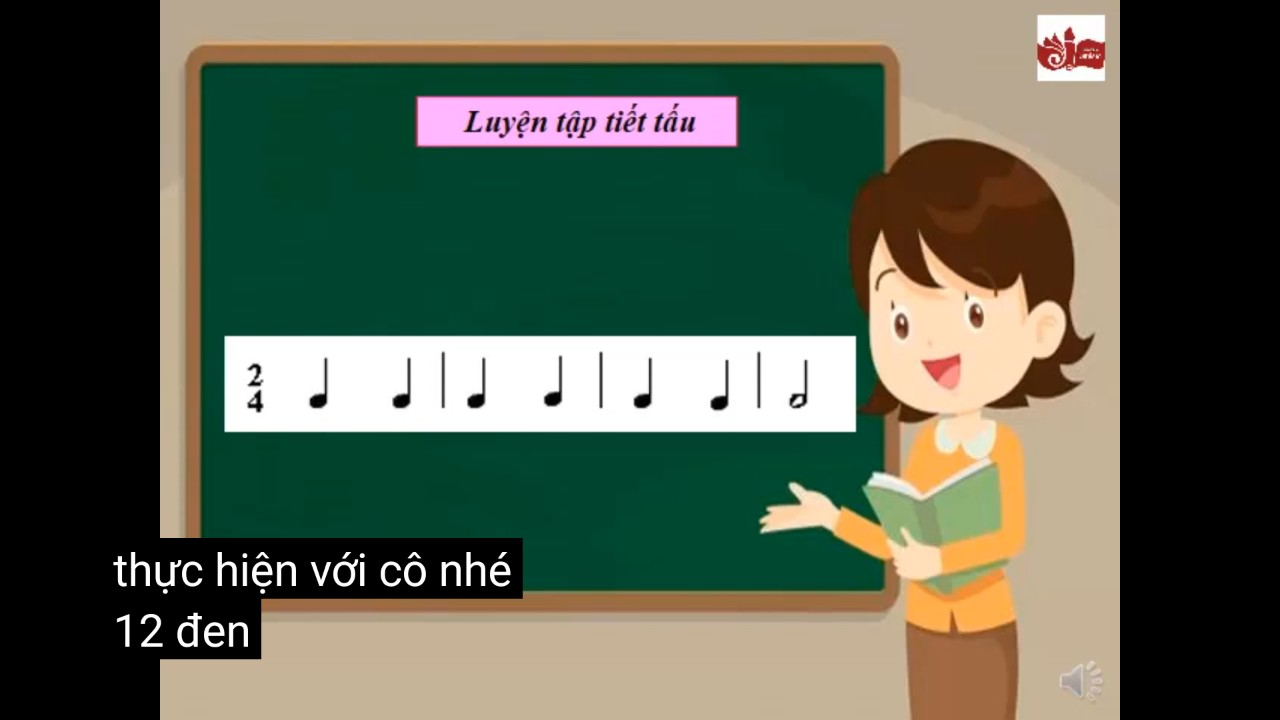 Luyện tập tiết tấu
2
4
thực hiện với cô nhé
12 đen